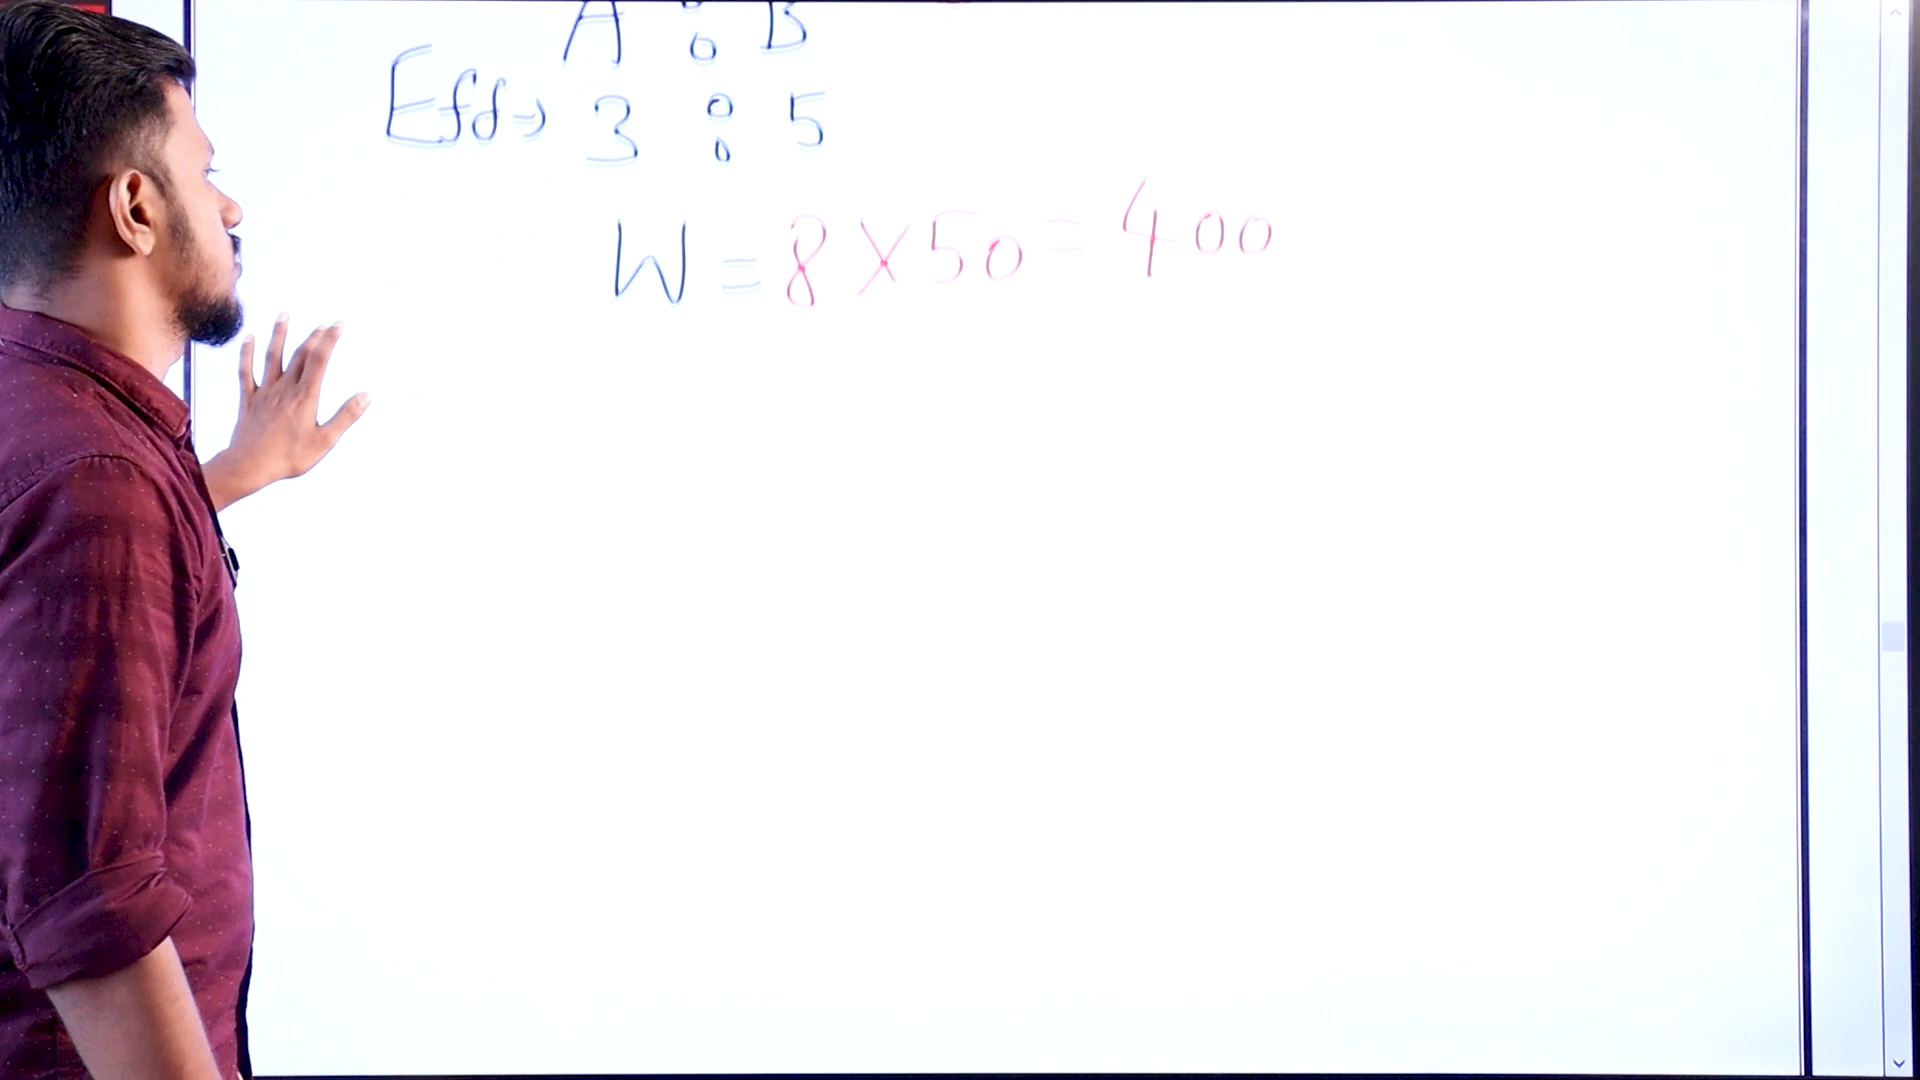 A : B
Eff→ 3 : 5
W = 8 X 50 = 400